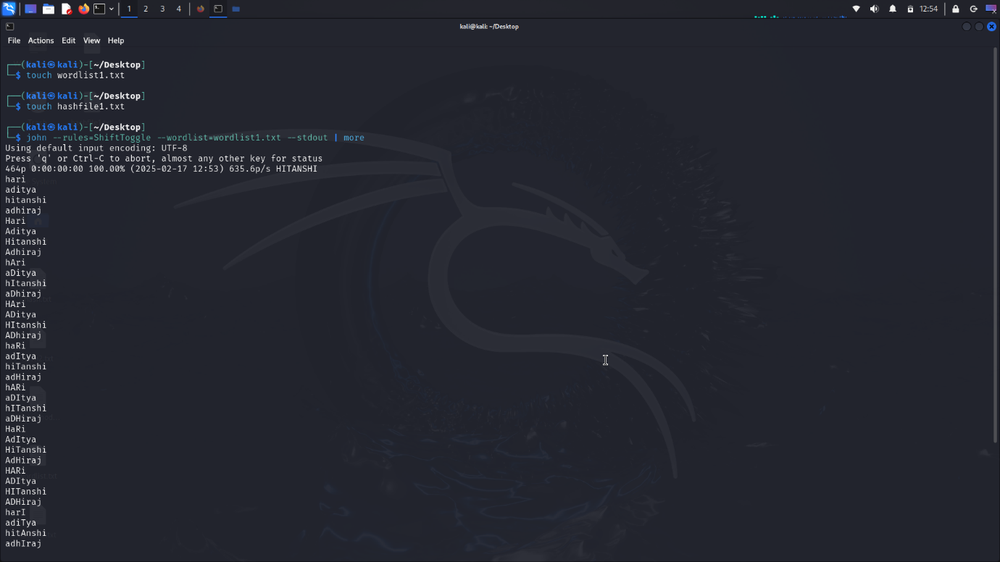 1 2 3 4 12:54
kali@kali: ~/Desktop
File Actions Edit View Help
┌──(kali㉿kali)-[~/Desktop]
└─$ touch wordlist1.txt
┌──(kali㉿kali)-[~/Desktop]
└─$ touch hashfile1.txt
┌──(kali㉿kali)-[~/Desktop]
└─$ john --rules=ShiftToggle --wordlist=wordlist1.txt --stdout | more
Using default input encoding: UTF-8
Press 'q' or Ctrl-C to abort, almost any other key for status
464p 0:00:00:00 100.00% (2025-02-17 12:53) 635.6p/s HITANSHI
hari
aditya
hitanshi
adhiraj
Hari
Aditya
Hitanshi
Adhiraj
hAri
aDitya
hItanshi
aDhiraj
HAri
ADitya
HItanshi
ADhiraj
haRi
adItya
hiTanshi
adHiraj
hARi
aDItya
hITanshi
aDHiraj
HaRi
AdItya
HiTanshi
AdHiraj
HARi
ADItya
HITanshi
ADHiraj
harI
adiTya
hitAnshi
adhIraj